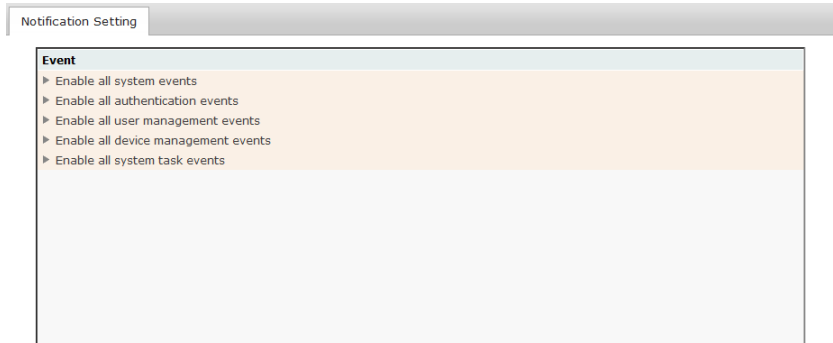 Notification Setting
Event
Enable all system events
Enable all authentication events
Enable all user management events
Enable all device management events
Enable all system task events